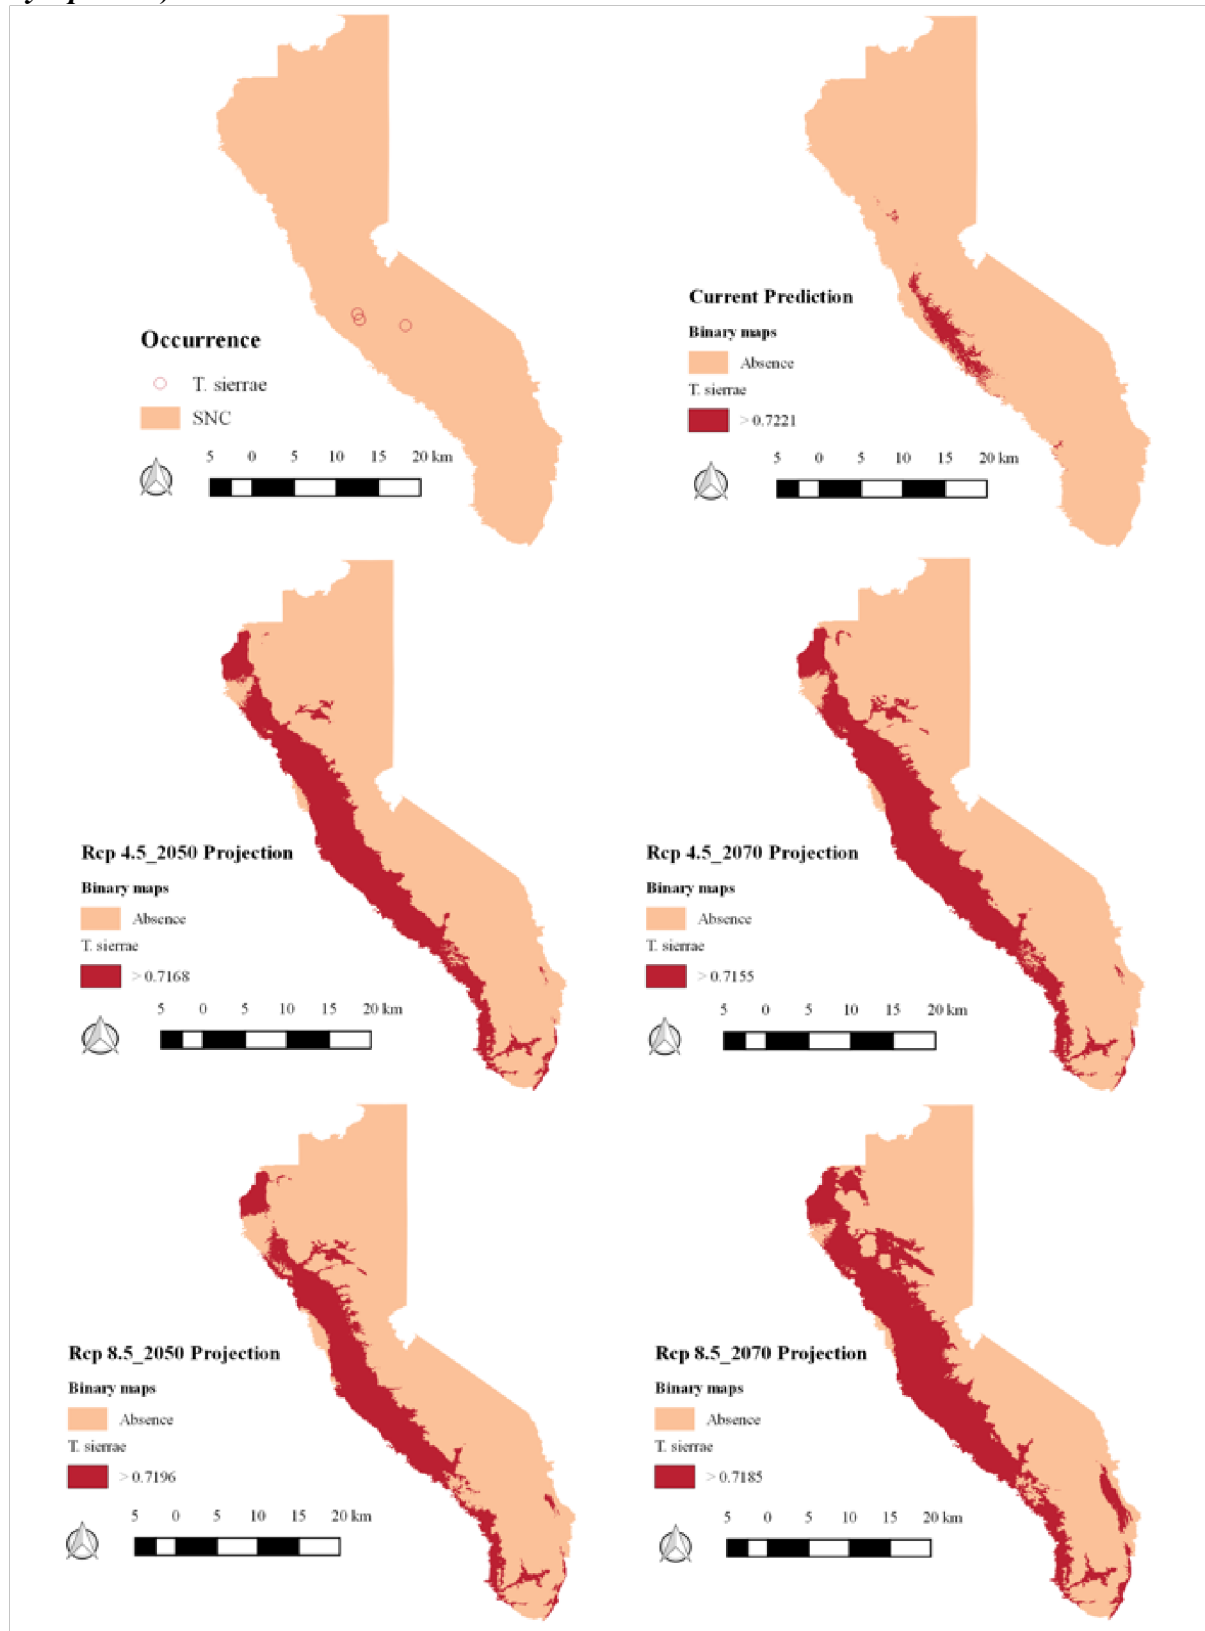 Occurrence
T. sierrae
SNC
5 0 5 10 15 20 km
Current Prediction
Binary maps
Absence
T. sierrae
> 0.7221
5 0 5 10 15 20 km
Rcp 4.5_2050 Projection
Binary maps
Absence
T. sierrae
> 0.7168
5 0 5 10 15 20 km
Rcp 4.5_2070 Projection
Binary maps
Absence
T. sierrae
> 0.7155
5 0 5 10 15 20 km
Rcp 8.5_2050 Projection
Binary maps
Absence
T. sierrae
> 0.7196
5 0 5 10 15 20 km
Rcp 8.5_2070 Projection
Binary maps
Absence
T. sierrae
> 0.7185
5 0 5 10 15 20 km